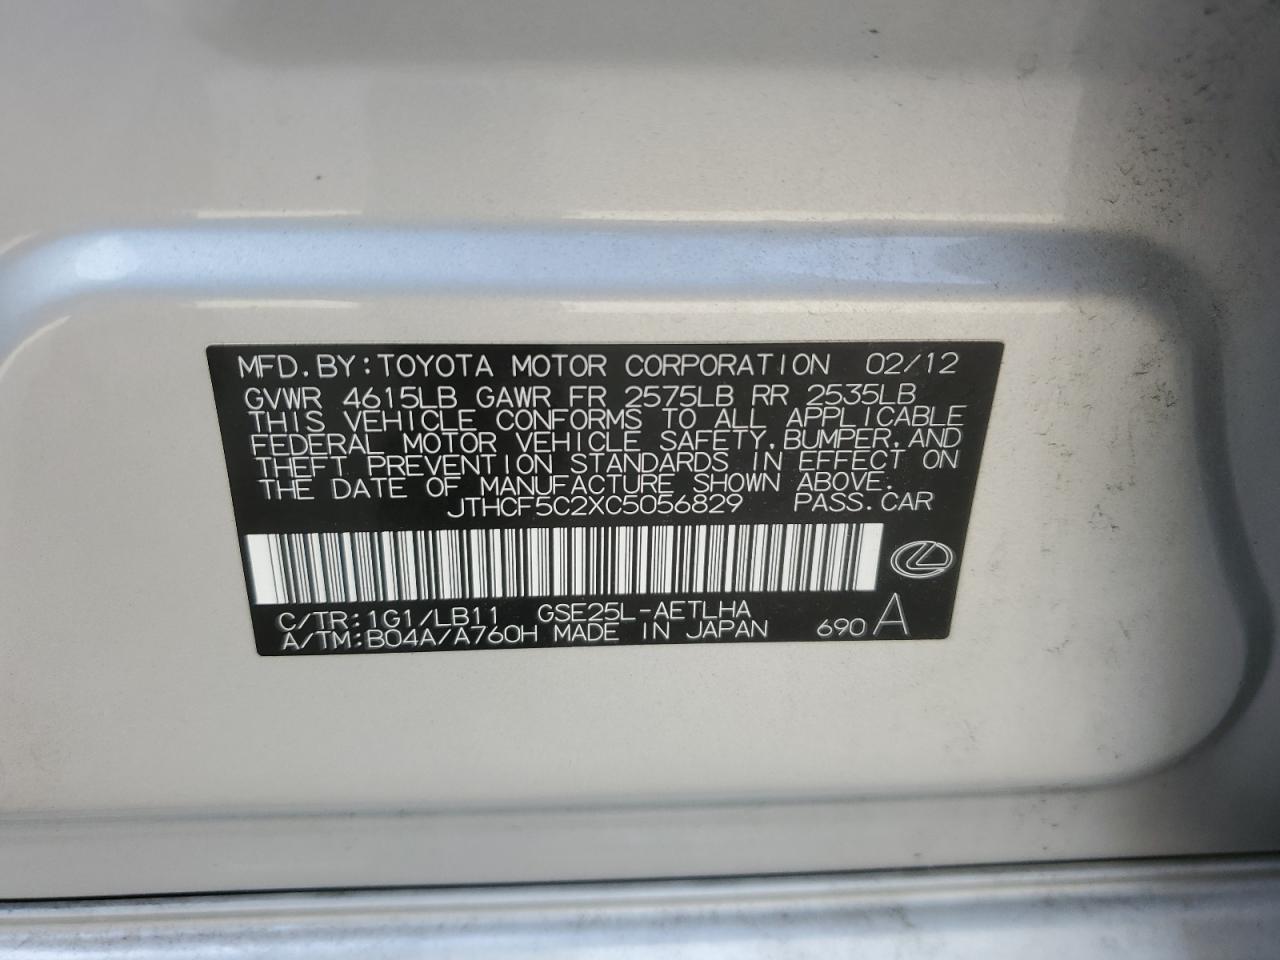 MFD. BY: TOYOTA MOTOR CORPORATION 02/12
GVWR 4615LB GAWR FR 2575LB RR 2535LB
THIS VEHICLE CONFORMS TO ALL APPLICABLE
FEDERAL MOTOR VEHICLE SAFETY, BUMPER, AND
THEFT PREVENTION STANDARDS IN EFFECT ON
THE DATE OF MANUFACTURE SHOWN ABOVE.
JTHCF5C2XC5056829 PASS. CAR
C/TR: 1G1/LB11 GSE25L-AETLHA
A/TM: B04A/A760H MADE IN JAPAN 690 A